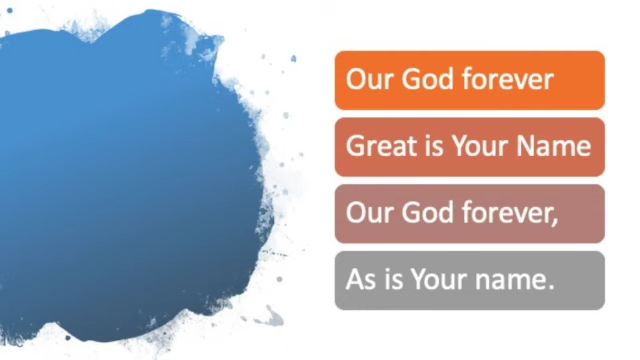 Our God forever
Great is Your Name
Our God forever,
As is Your name.